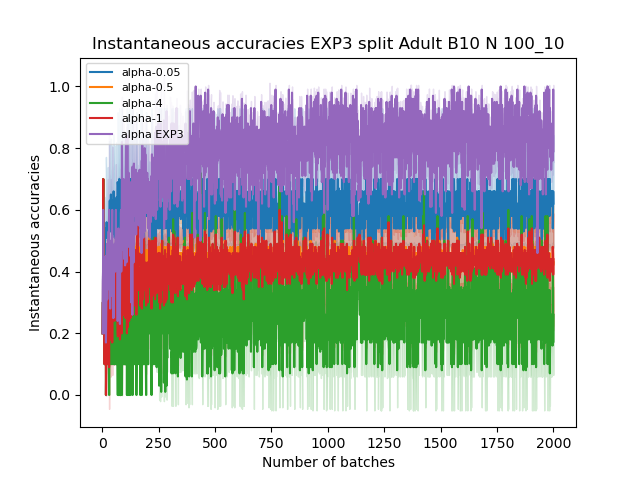 Instantaneous accuracies EXP3 split Adult B10 N 100_10
alpha-0.05
alpha-0.5
alpha-4
alpha-1
alpha EXP3
Instantaneous accuracies
1.0
0.8
0.6
0.4
0.2
0.0
0 250 500 750 1000 1250 1500 1750 2000
Number of batches